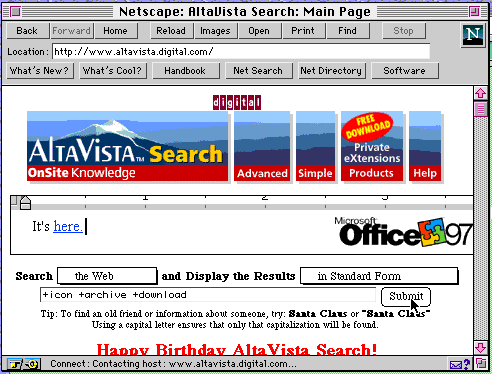 Netscape: AltaVista Search: Main Page
Back Forward Home Reload Images Open Print Find Stop
N
Location: http://www.altavista.digital.com/
What's New? What's Cool? Handbook Net Search Net Directory Software
digital
ALTAVISTA™ Search
OnSite Knowledge
Advanced
Simple
FREE
DOWNLOAD
Private
eXtensions
Products
Help
1 2 3
It's here.
Microsoft
Office 97
Search the Web and Display the Results in Standard Form
+icon +archive +download Submit
Tip: To find an old friend or information about someone, try: Santa Claus or "Santa Claus"
Using a capital letter ensures that only that capitalization will be found.
Happy Birthday AltaVista Search!
Connect: Contacting host: www.altavista.digital.com...